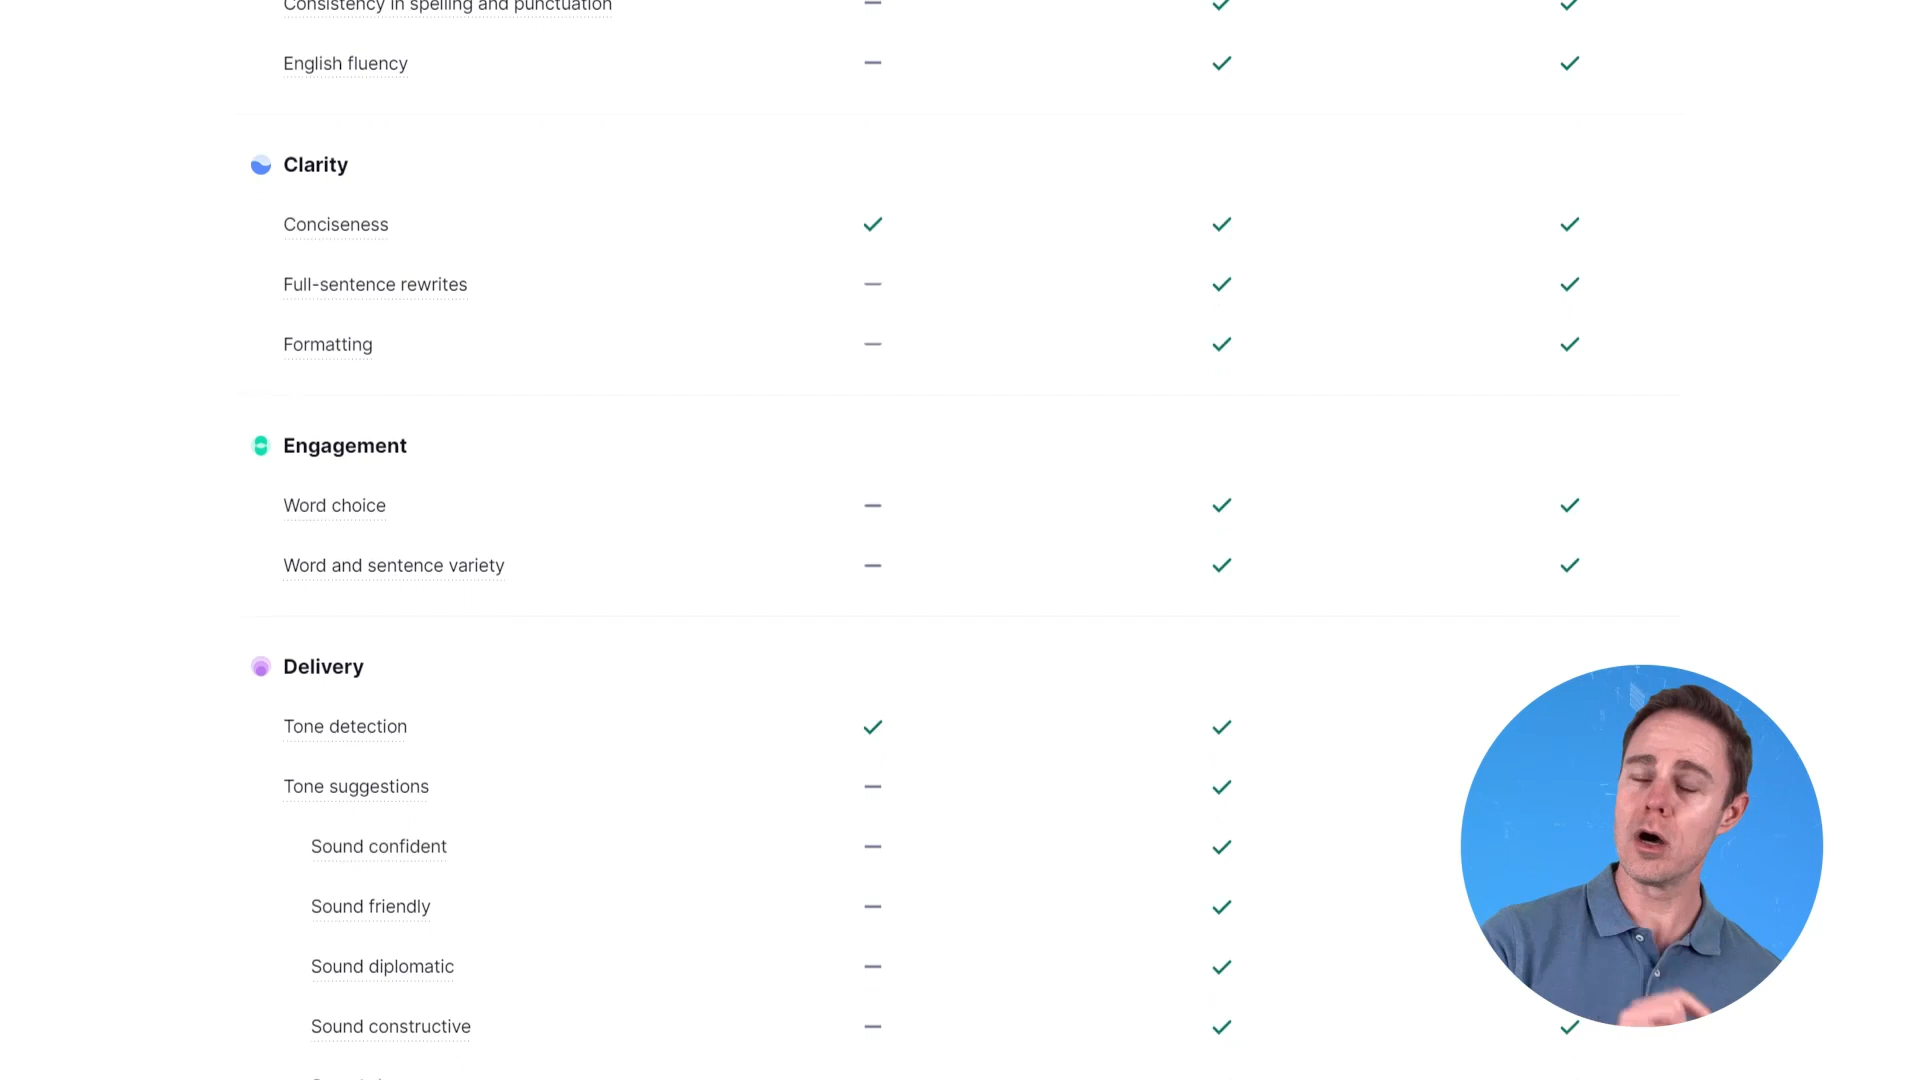 Consistency in spelling and punctuation
English fluency
Clarity
Conciseness
Full-sentence rewrites
Formatting
Engagement
Word choice
Word and sentence variety
Delivery
Tone detection
Tone suggestions
Sound confident
Sound friendly
Sound diplomatic
Sound constructive